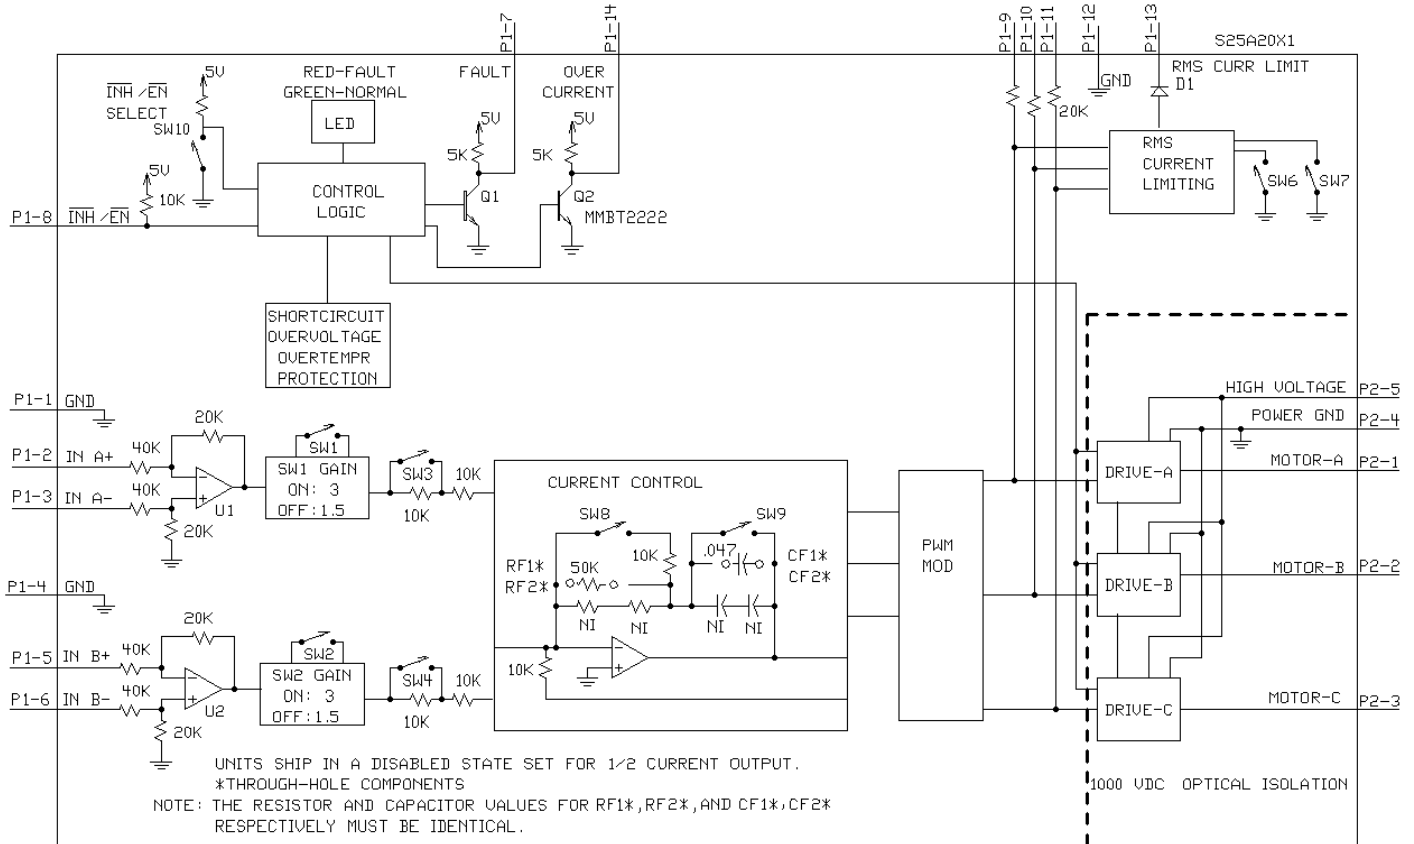 P1-7
P1-14
P1-9
P1-10
P1-11
P1-12
P1-13
S25A20X1
5V
INH/EN
SELECT
SW10
RED-FAULT
GREEN-NORMAL
LED
FAULT
OVER
CURRENT
5V
5K
5V
5K
GND
RMS CURR LIMIT
D1
20K
RMS
CURRENT
LIMITING
SW6
SW7
5V
10K
P1-8
INH/EN
CONTROL
LOGIC
Q1
Q2
MMBT2222
SHORTCIRCUIT
OVERVOLTAGE
OVERTEMPR
PROTECTION
P1-1
GND
20K
40K
P1-2
IN A+
40K
P1-3
IN A-
U1
20K
SW1
SW1 GAIN
ON: 3
OFF:1.5
SW3
10K
10K
P1-4
GND
20K
40K
P1-5
IN B+
40K
P1-6
IN B-
U2
20K
SW2
SW2 GAIN
ON: 3
OFF:1.5
SW4
10K
10K
CURRENT CONTROL
SW8
SW9
10K
.047
CF1*
CF2*
RF1*
RF2*
50K
NI
NI
NI
NI
10K
PWM
MOD
HIGH VOLTAGE
P2-5
POWER GND
P2-4
DRIVE-A
MOTOR-A
P2-1
DRIVE-B
MOTOR-B
P2-2
DRIVE-C
MOTOR-C
P2-3
1000 VDC OPTICAL ISOLATION
UNITS SHIP IN A DISABLED STATE SET FOR 1/2 CURRENT OUTPUT.
*THROUGH-HOLE COMPONENTS
NOTE: THE RESISTOR AND CAPACITOR VALUES FOR RF1*,RF2*,AND CF1*,CF2*
RESPECTIVELY MUST BE IDENTICAL.